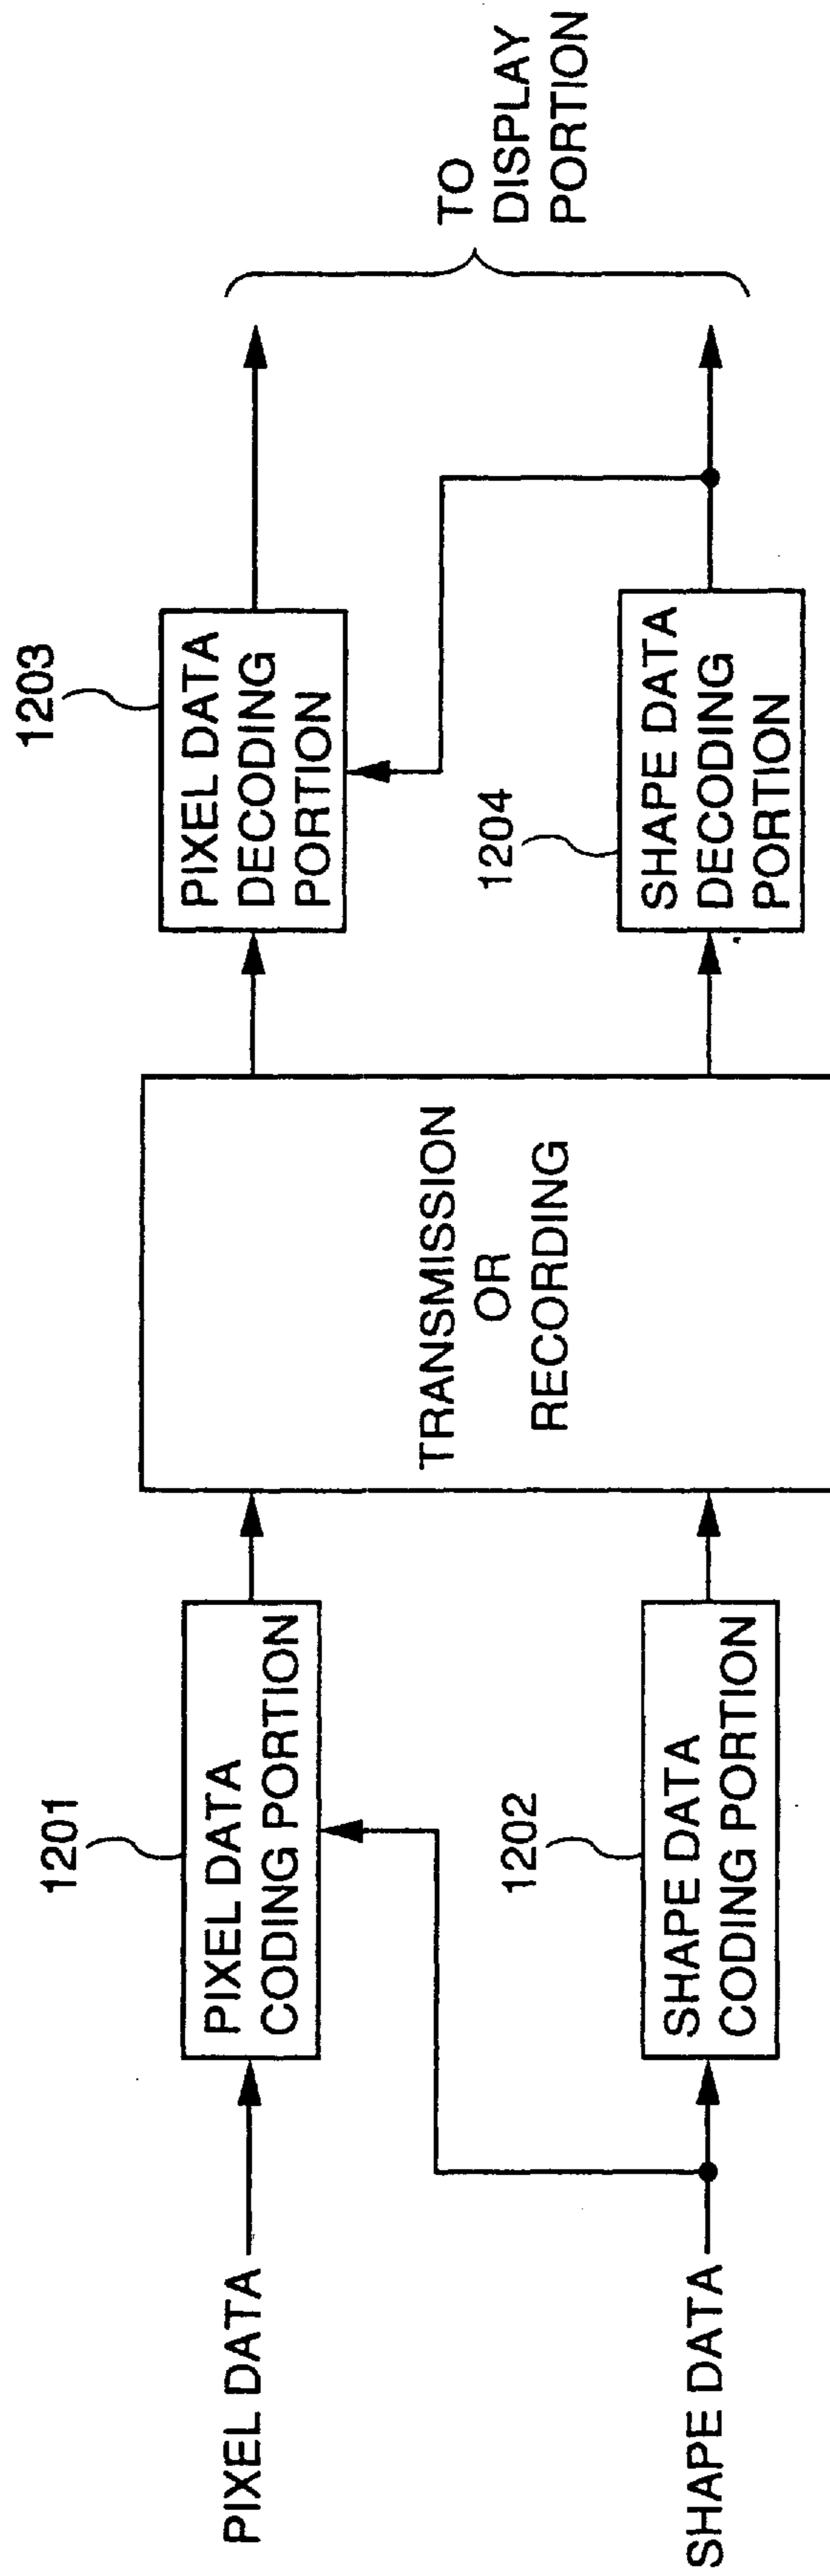 PIXEL DATA
SHAPE DATA
1201
PIXEL DATA
CODING PORTION
1202
SHAPE DATA
CODING PORTION
TRANSMISSION
OR
RECORDING
1203
PIXEL DATA
DECODING
PORTION
1204
SHAPE DATA
DECODING
PORTION
TO
DISPLAY
PORTION